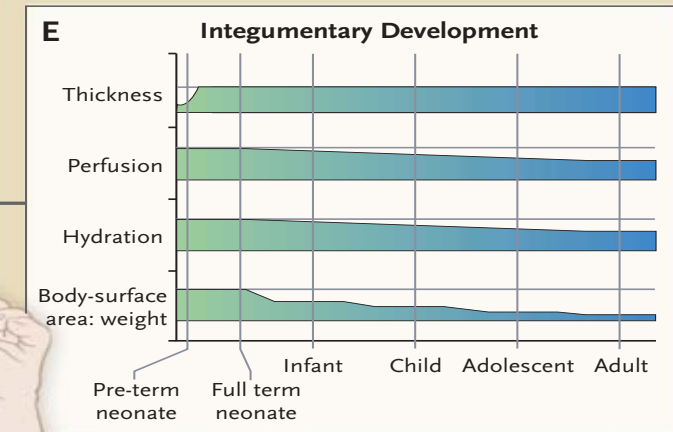 E
Integumentary Development
Thickness
Perfusion
Hydration
Body-surface
area: weight
Infant
Child
Adolescent
Adult
Pre-term
neonate
Full term
neonate